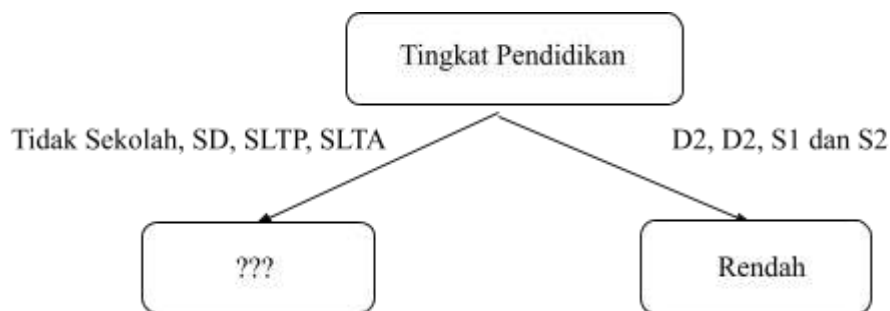 Tingkat Pendidikan
Tidak Sekolah, SD, SLTP, SLTA
D2, D2, S1 dan S2
???
Rendah